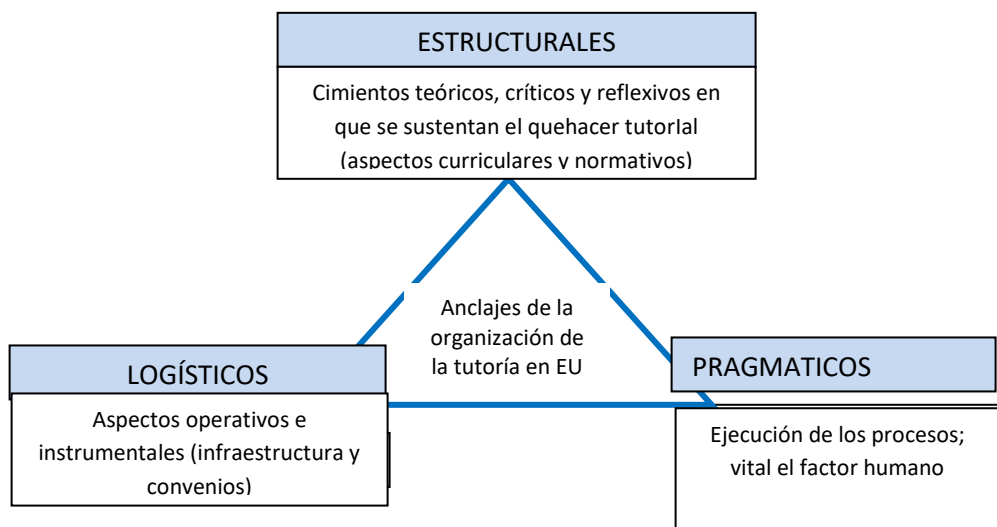 ESTRUCTURALES
Cimientos teóricos, críticos y reflexivos en
que se sustentan el quehacer tutorIal
(aspectos curriculares y normativos)
Anclajes de la
organización de
la tutoría en EU
LOGÍSTICOS
Aspectos operativos e
instrumentales (infraestructura y
convenios)
PRAGMATICOS
Ejecución de los procesos;
vital el factor humano